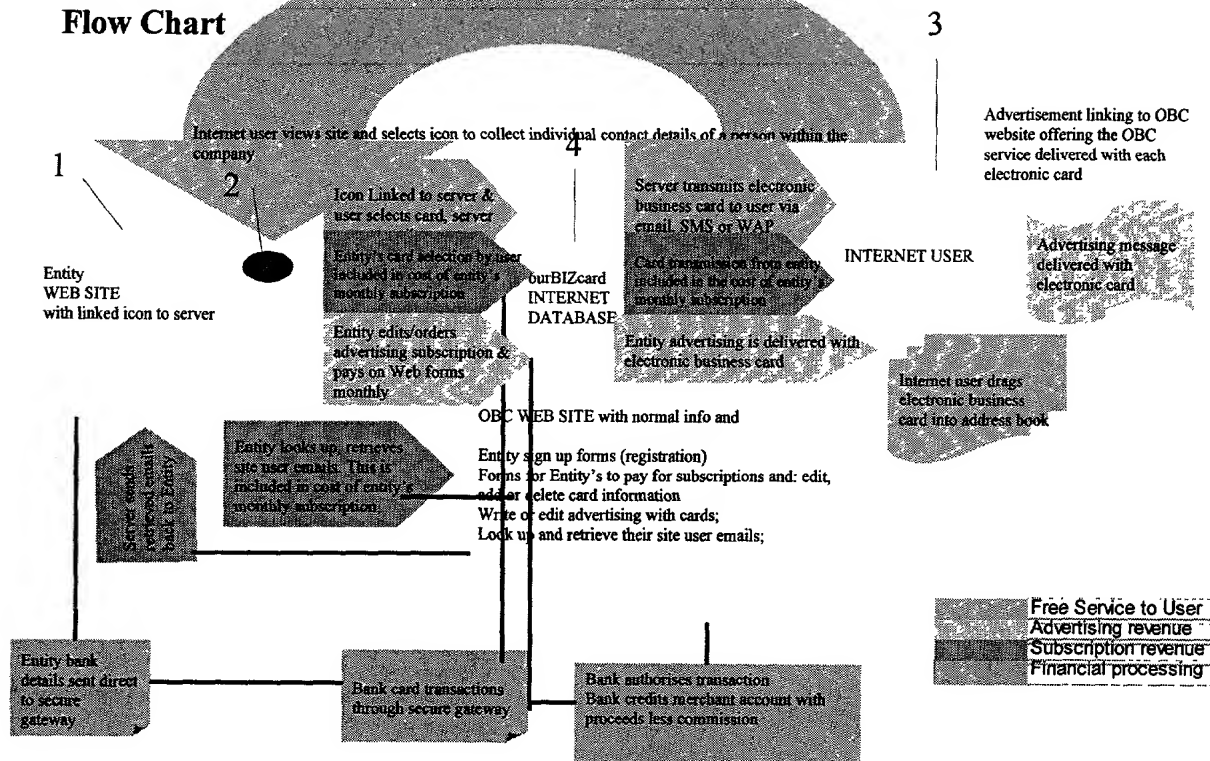 Flow Chart
3
Internet user views site and selects icon to collect individual contact details of a person within the
company
Advertisement linking to OBC
website offering the OBC
service delivered with each
electronic card
1
2
4
Icon Linked to server &
user selects card, server
Server transmits electronic
business card to user via
email, SMS or WAP
Entity
WEB SITE
with linked icon to server
Entity's card selection by user
included in cost of entity's
monthly subscription
ourBIZcard
INTERNET
DATABASE
Card transmission from entity
included in the cost of entity's
monthly subscription
INTERNET USER
Advertising message
delivered with
electronic card
Entity edits/orders
advertising subscription &
pays on Web forms
monthly
Entity advertising is delivered with
electronic business card
Internet user drags
electronic business
card into address book
OBC WEB SITE with normal info and
Entity sign up forms (registration)
Forms for Entity's to pay for subscriptions and: edit,
add or delete card information
Write or edit advertising with cards;
Look up and retrieve their site user emails;
Entity looks up, retrieves
site user emails. This is
included in cost of entity's
monthly subscription
Server sends
retrieved emails
back to Entity
Free Service to User
Advertising revenue
Subscription revenue
Financial processing
Entity bank
details sent direct
to secure
gateway
Bank card transactions
through secure gateway
Bank authorises transaction
Bank credits merchant account with
proceeds less commission